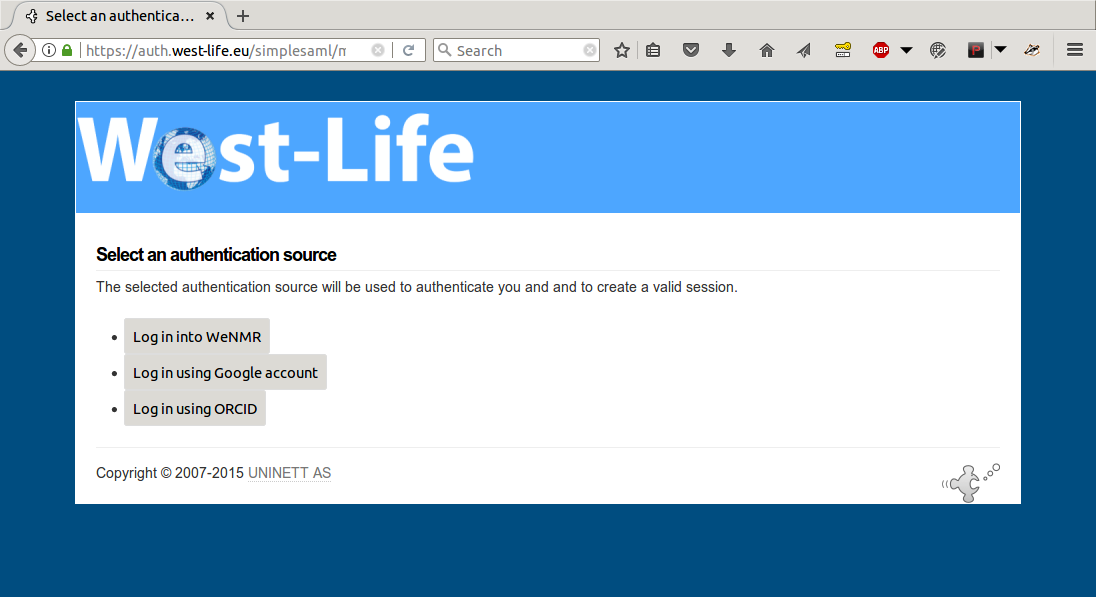 Select an authentica...
https://auth.west-life.eu/simplesaml/m
Search
ABP
P
West-Life
Select an authentication source
The selected authentication source will be used to authenticate you and and to create a valid session.
Log in into WeNMR
Log in using Google account
Log in using ORCID
Copyright © 2007-2015 UNINETT AS